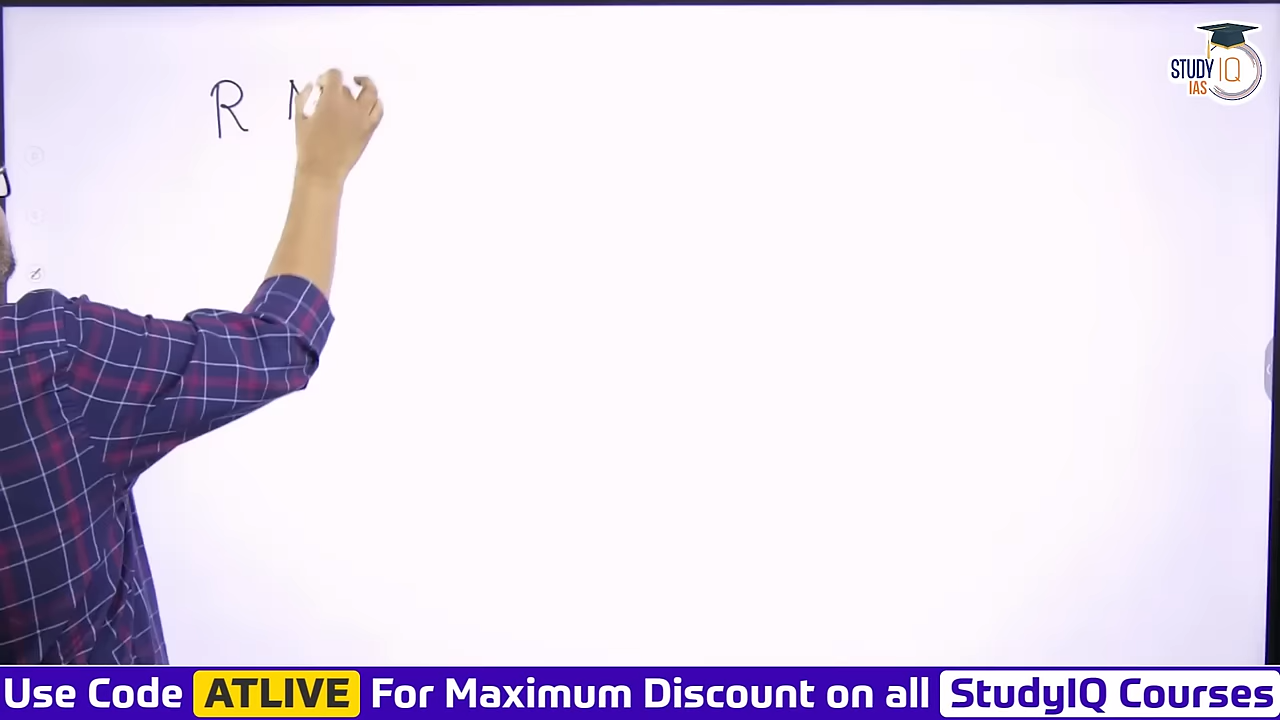 R
STUDY IQ
IAS
Use Code ATLIVE For Maximum Discount on all StudyIQ Courses